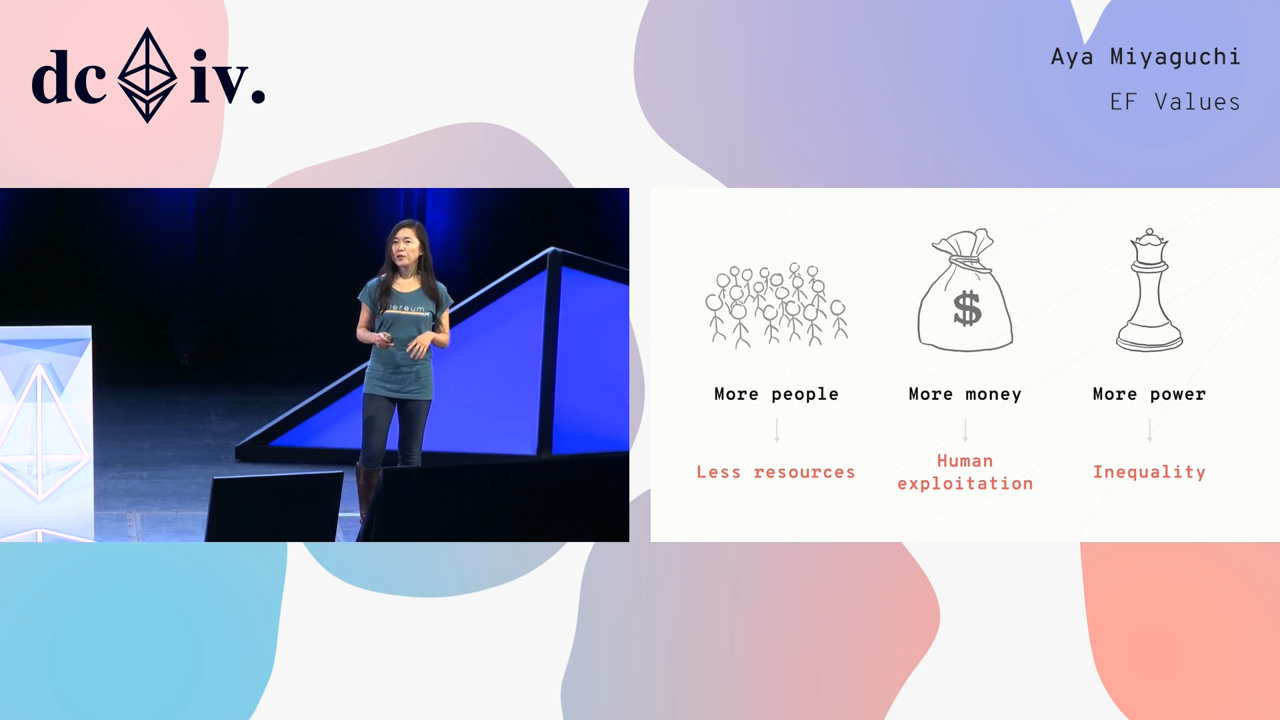 dc iv.
Aya Miyaguchi
EF Values
$
More people
More money
More power
Less resources
Human
exploitation
Inequality